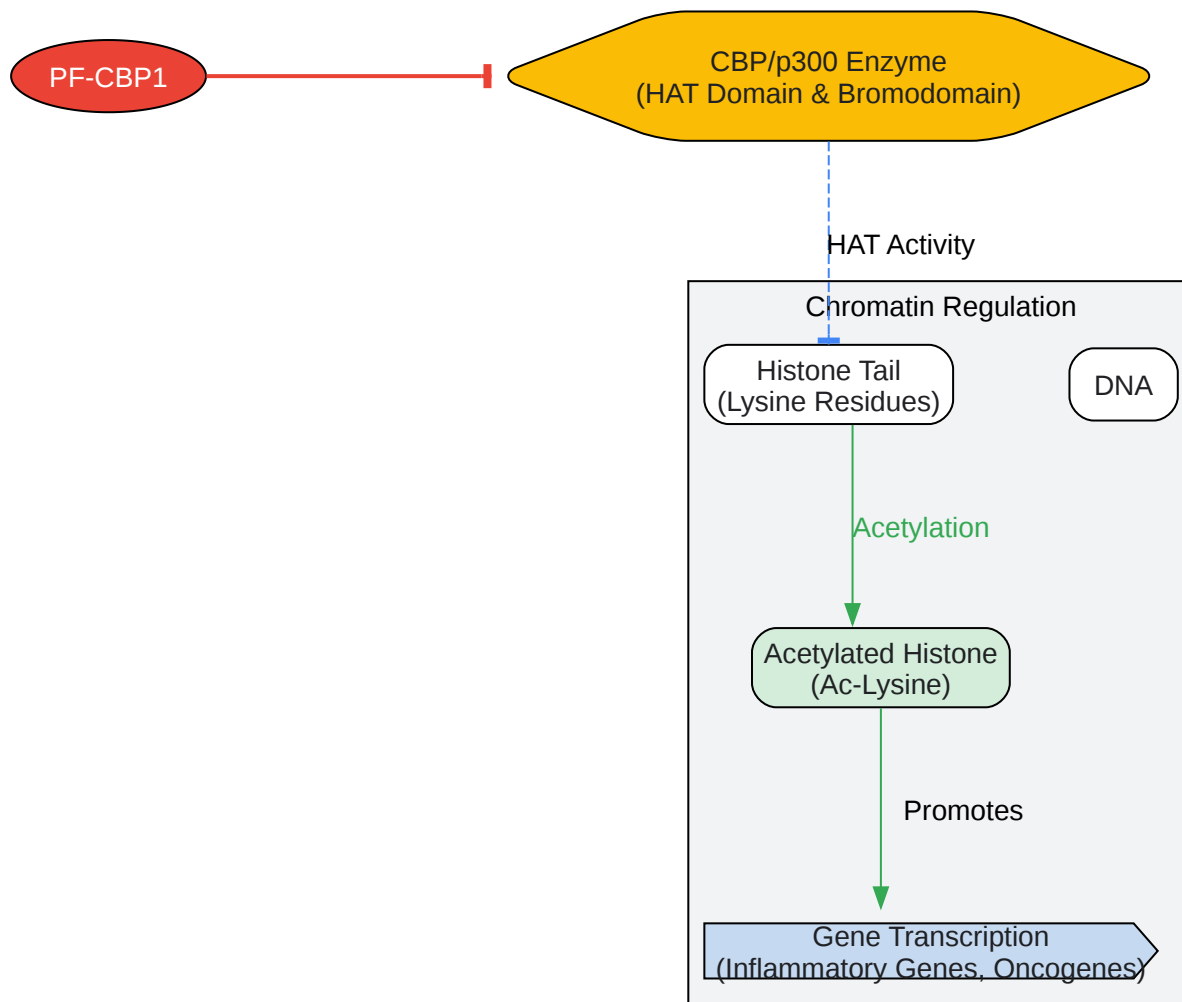 PF-CBP1
CBP/p300 Enzyme
(HAT Domain & Bromodomain)
HAT Activity
Chromatin Regulation
Histone Tail
(Lysine Residues)
DNA
Acetylation
Acetylated Histone
(Ac-Lysine)
Promotes
Gene Transcription
(Inflammatory Genes, Oncogenes)